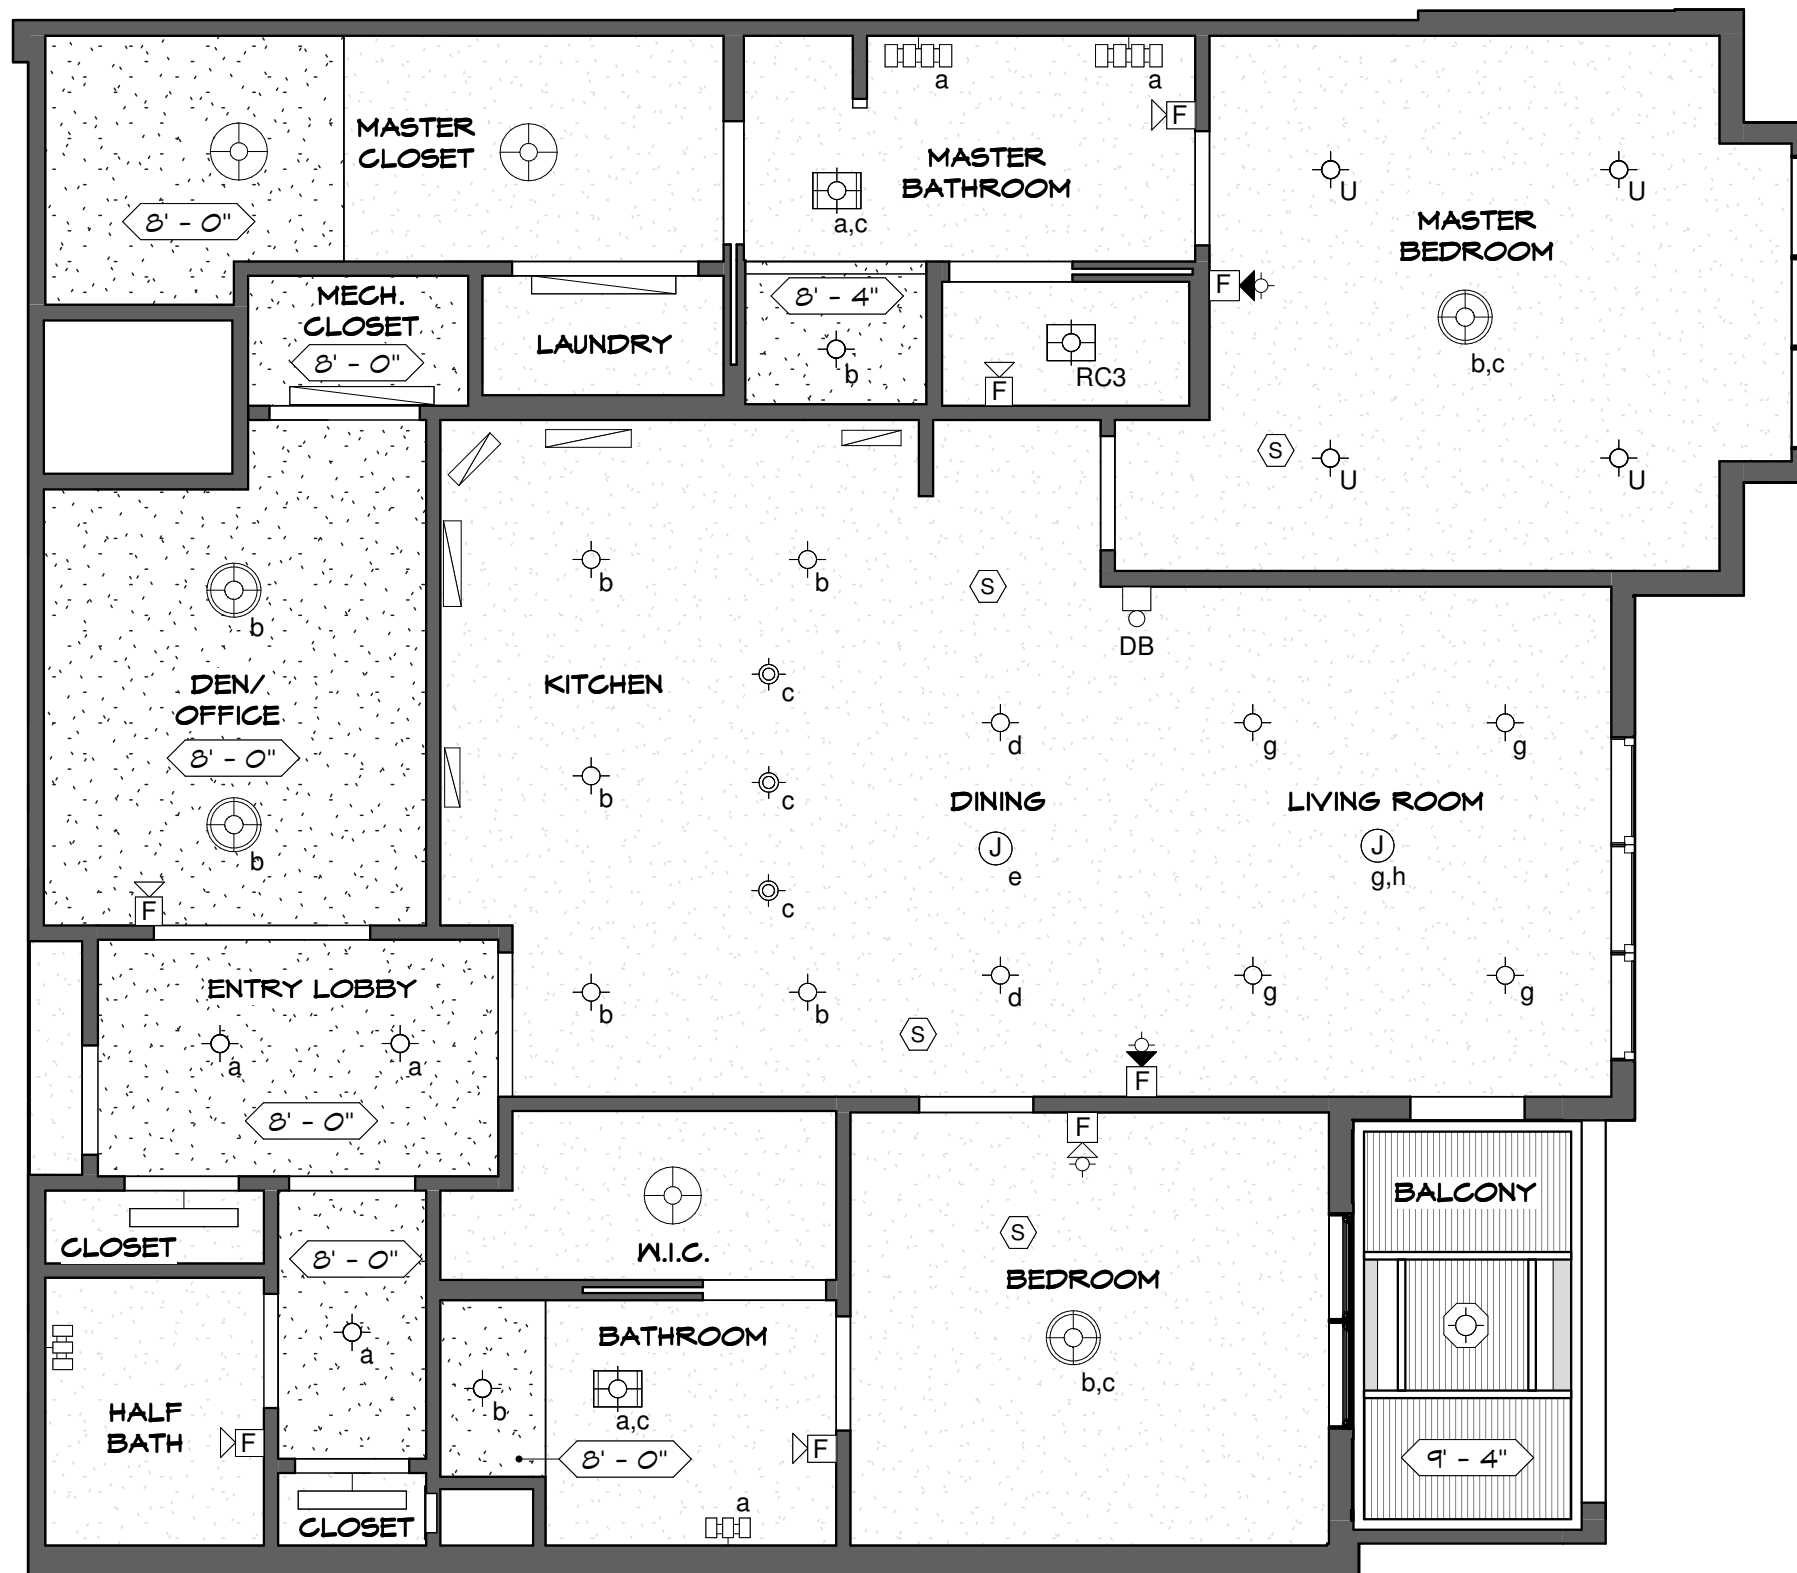 a
a
F
MASTER
CLOSET
MASTER
BATHROOM
8' - 0"
a,c
U
U
MASTER
BEDROOM
MECH.
CLOSET
8' - 0"
LAUNDRY
8' - 4"
b
F
RC3
F
b,c
S
U
U
b
b
b
S
DB
DEN/
OFFICE
8' - 0"
KITCHEN
c
d
g
g
b
c
DINING
LIVING ROOM
b
J
e
J
g,h
F
c
ENTRY LOBBY
b
b
d
g
g
a
a
S
8' - 0"
F
F
CLOSET
8' - 0"
W.I.C.
S
BEDROOM
BALCONY
a
BATHROOM
b,c
HALF
BATH
F
b
a,c
8' - 0"
F
9' - 4"
CLOSET
a